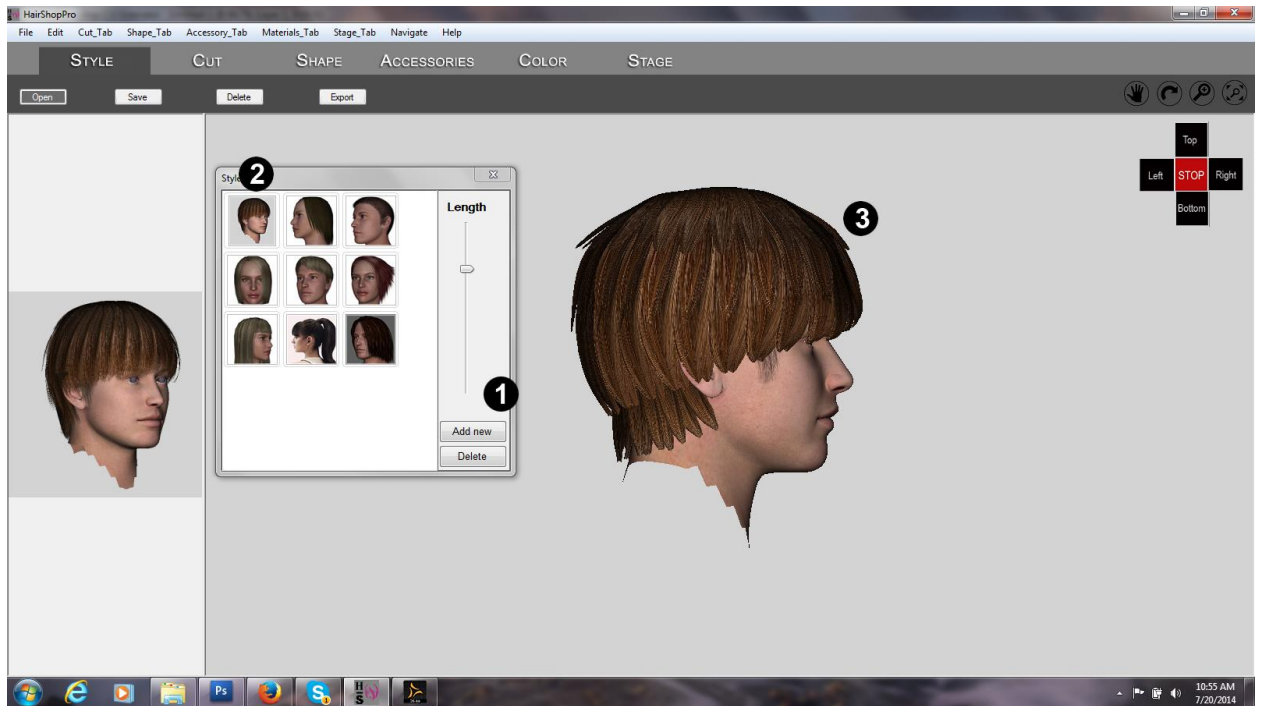 HairShopPro
File Edit Cut_Tab Shape_Tab Accessory_Tab Materials_Tab Stage_Tab Navigate Help
STYLE CUT SHAPE ACCESSORIES COLOR STAGE
Open Save Delete Export
Top
Left STOP Right
Bottom
2
Length
3
1
Add new
Delete
Ps
S
H
S
10:55 AM
7/20/2014